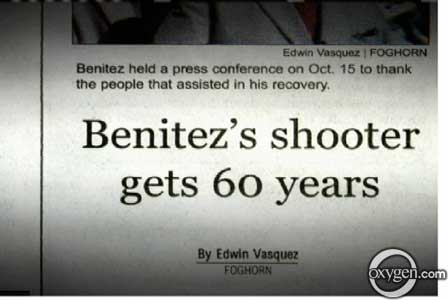 Edwin Vasquez | FOGHORN
Benitez held a press conference on Oct. 15 to thank
the people that assisted in his recovery.
Benitez's shooter
gets 60 years
By Edwin Vasquez
FOGHORN
oxygen.com